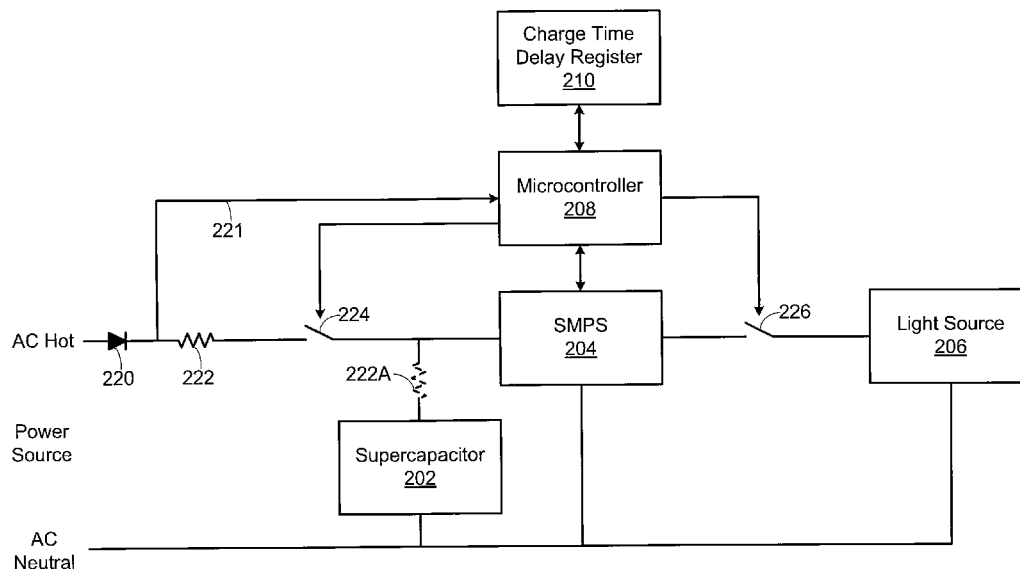 Charge Time
Delay Register
210
Microcontroller
208
221
224
SMPS
204
226
Light Source
206
AC Hot
220
222
222A
Power
Source
Supercapacitor
202
AC
Neutral